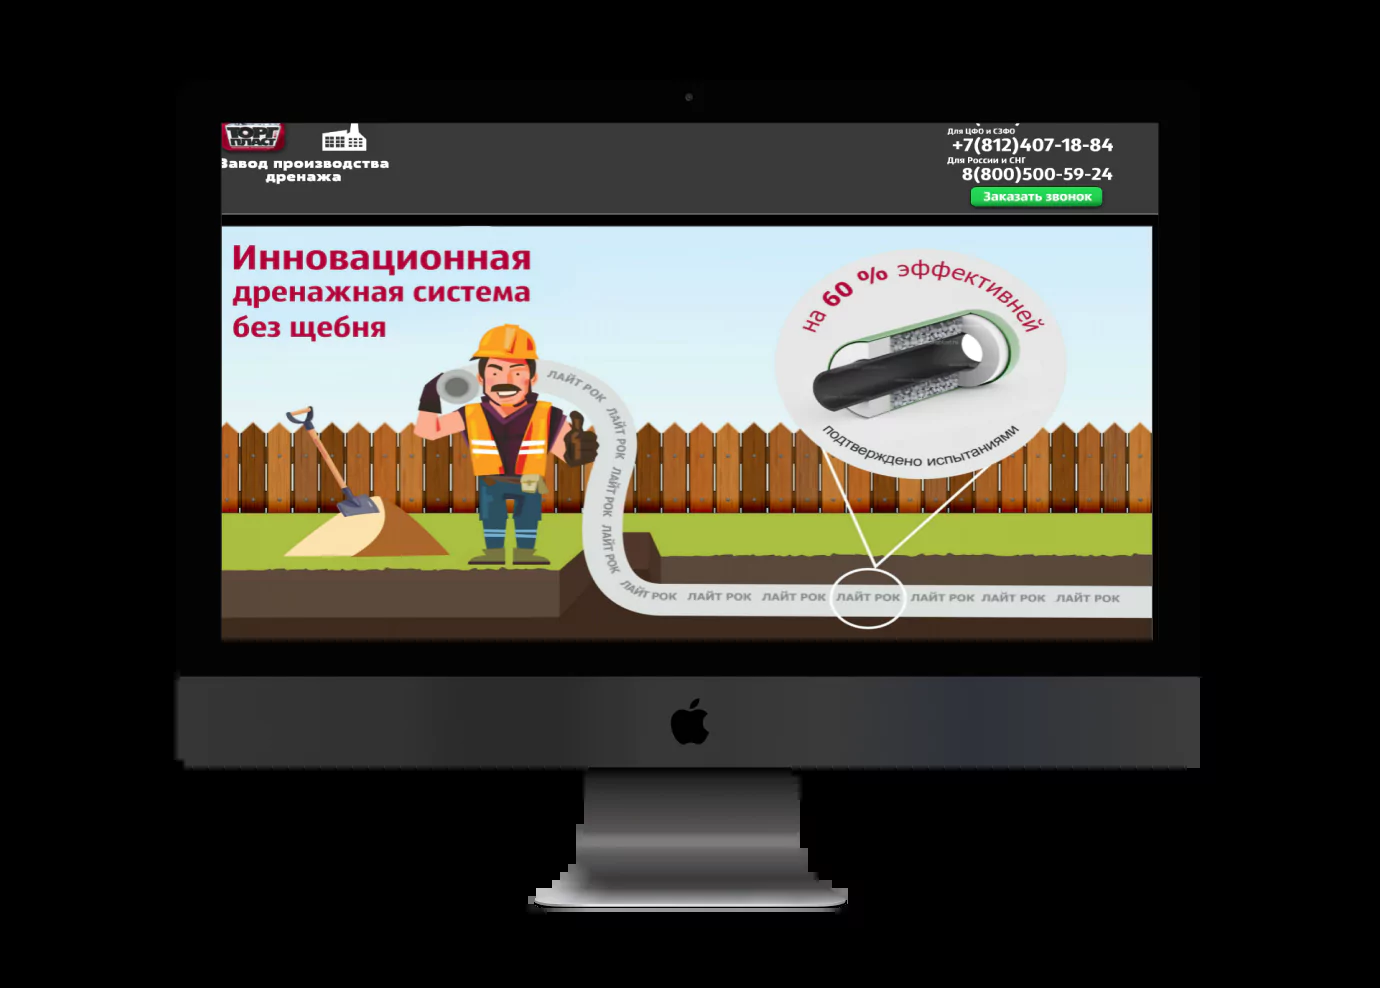 ТОРГ
ПЛАСТ
Завод производства
дренажа
Для ЦФО и СЗФО
+7(812)407-18-84
Для России и СНГ
8(800)500-59-24
Заказать звонок
Инновационная
дренажная система
без щебня
на 60 % эффективней
подтверждено испытаниями
ЛАЙТ РОК
ЛАЙТ РОК
ЛАЙТ РОК
ЛАЙТ РОК
ЛАЙТ РОК ЛАЙТ РОК ЛАЙТ РОК ЛАЙТ РОК ЛАЙТ РОК ЛАЙТ РОК ЛАЙТ РОК